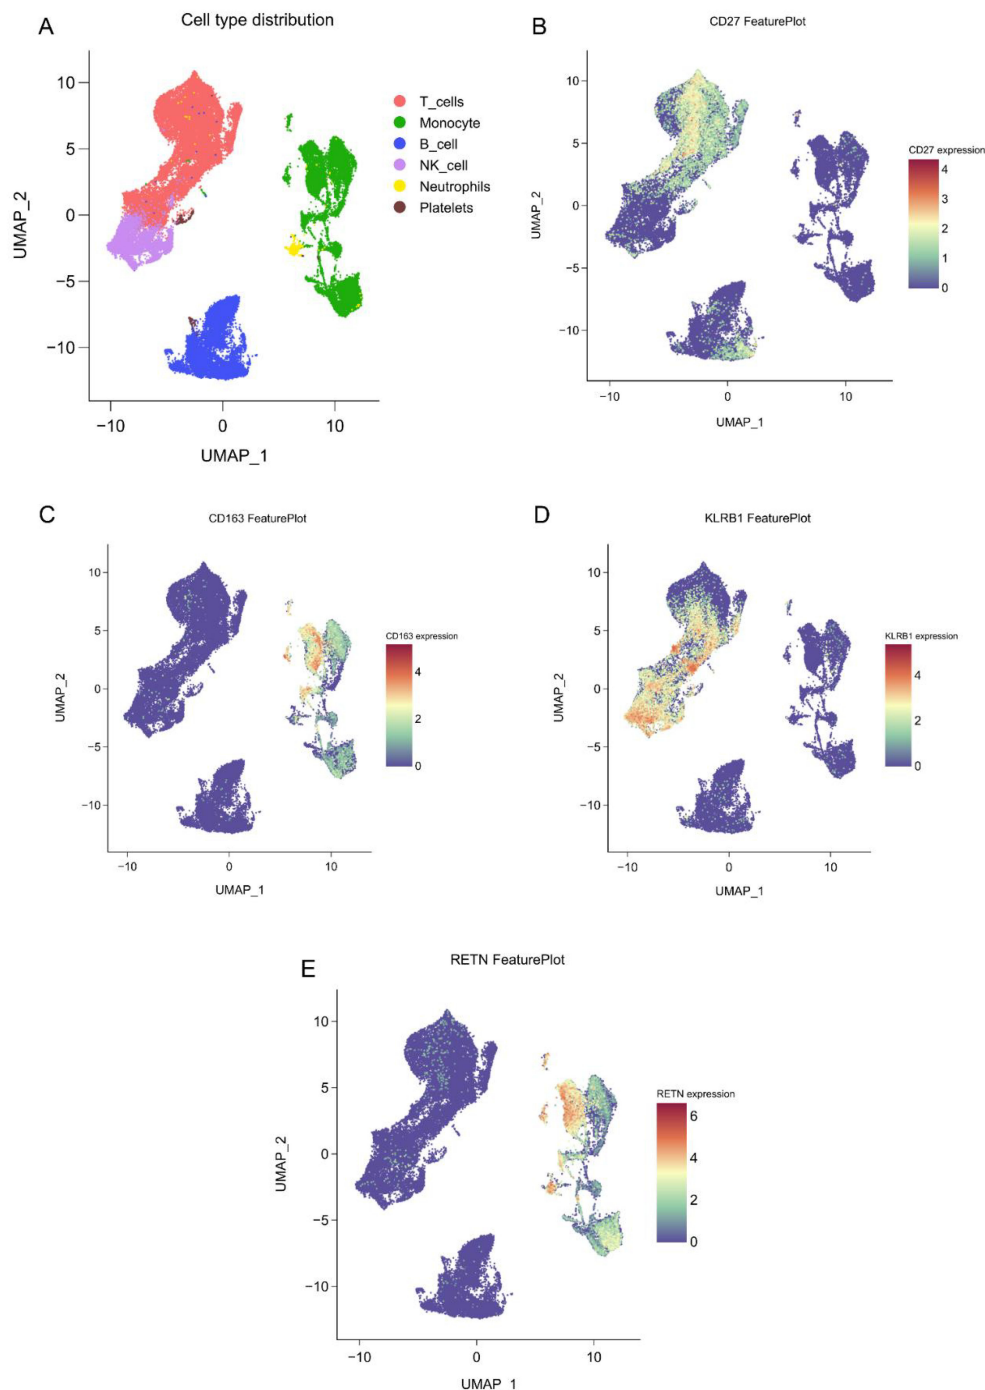 A
Cell type distribution
10
5
0
−5
−10
UMAP_2
−10
0
10
UMAP_1
T_cells
Monocyte
B_cell
NK_cell
Neutrophils
Platelets
B
CD27 FeaturePlot
10
5
0
−5
−10
UMAP_2
−10
0
10
UMAP_1
CD27 expression
4
3
2
1
0
C
CD163 FeaturePlot
10
5
0
−5
−10
UMAP_2
−10
0
10
UMAP_1
CD163 expression
4
2
0
D
KLRB1 FeaturePlot
10
5
0
−5
−10
UMAP_2
−10
0
10
UMAP_1
KLRB1 expression
4
2
0
E
RETN FeaturePlot
10
5
0
−5
−10
UMAP_2
−10
0
10
UMAP_1
RETN expression
6
4
2
0